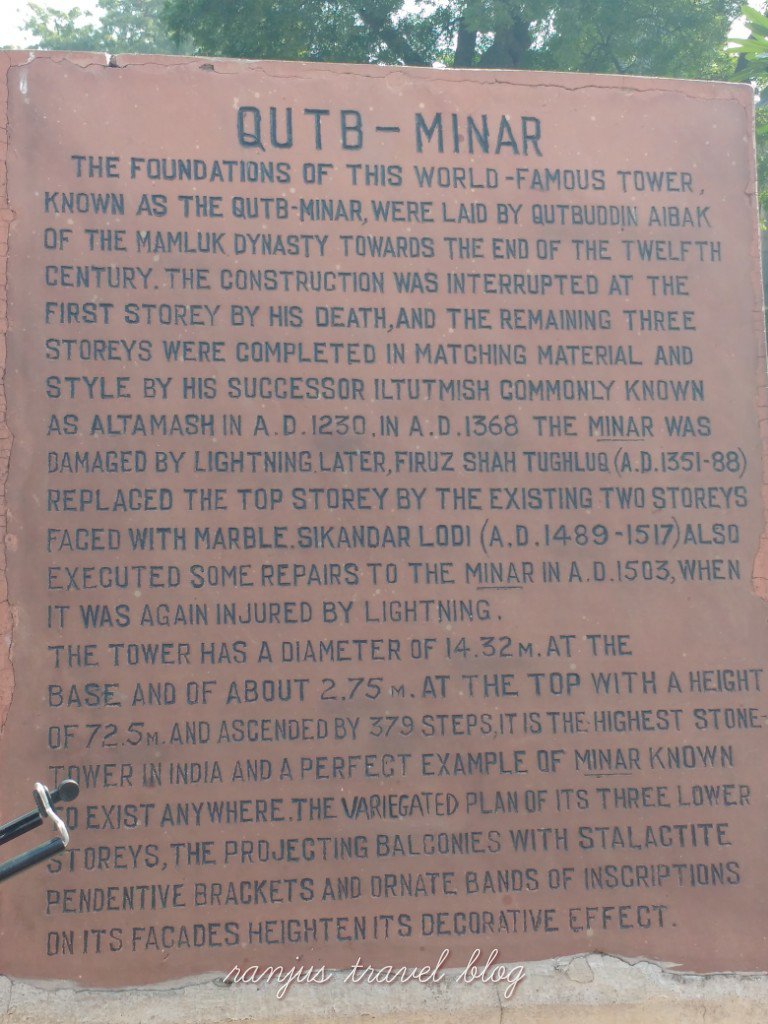 QUTB-MINAR
THE FOUNDATIONS OF THIS WORLD-FAMOUS TOWER,
KNOWN AS THE QUTB-MINAR, WERE LAID BY QUTBUDDIN AIBAK
OF THE MAMLUK DYNASTY TOWARDS THE END OF THE TWELFTH
CENTURY. THE CONSTRUCTION WAS INTERRUPTED AT THE
FIRST STOREY BY HIS DEATH, AND THE REMAINING THREE
STOREYS WERE COMPLETED IN MATCHING MATERIAL AND
STYLE BY HIS SUCCESSOR ILTUTMISH COMMONLY KNOWN
AS ALTAMASH IN A.D.1230. IN A.D.1368 THE MINAR WAS
DAMAGED BY LIGHTNING. LATER, FIRUZ SHAH TUGHLUQ (A.D.1351-88)
REPLACED THE TOP STOREY BY THE EXISTING TWO STOREYS
FACED WITH MARBLE. SIKANDAR LODI (A.D.1489-1517) ALSO
EXECUTED SOME REPAIRS TO THE MINAR IN A.D.1503, WHEN
IT WAS AGAIN INJURED BY LIGHTNING.
THE TOWER HAS A DIAMETER OF 14.32 M. AT THE
BASE AND OF ABOUT 2.75 M. AT THE TOP WITH A HEIGHT
OF 72.5 M. AND ASCENDED BY 379 STEPS, IT IS THE HIGHEST STONE-
TOWER IN INDIA AND A PERFECT EXAMPLE OF MINAR KNOWN
TO EXIST ANYWHERE. THE VARIEGATED PLAN OF ITS THREE LOWER
STOREYS, THE PROJECTING BALCONIES WITH STALACTITE
PENDENTIVE BRACKETS AND ORNATE BANDS OF INSCRIPTIONS
ON ITS FAÇADES HEIGHTEN ITS DECORATIVE EFFECT.
ranjus travel blog